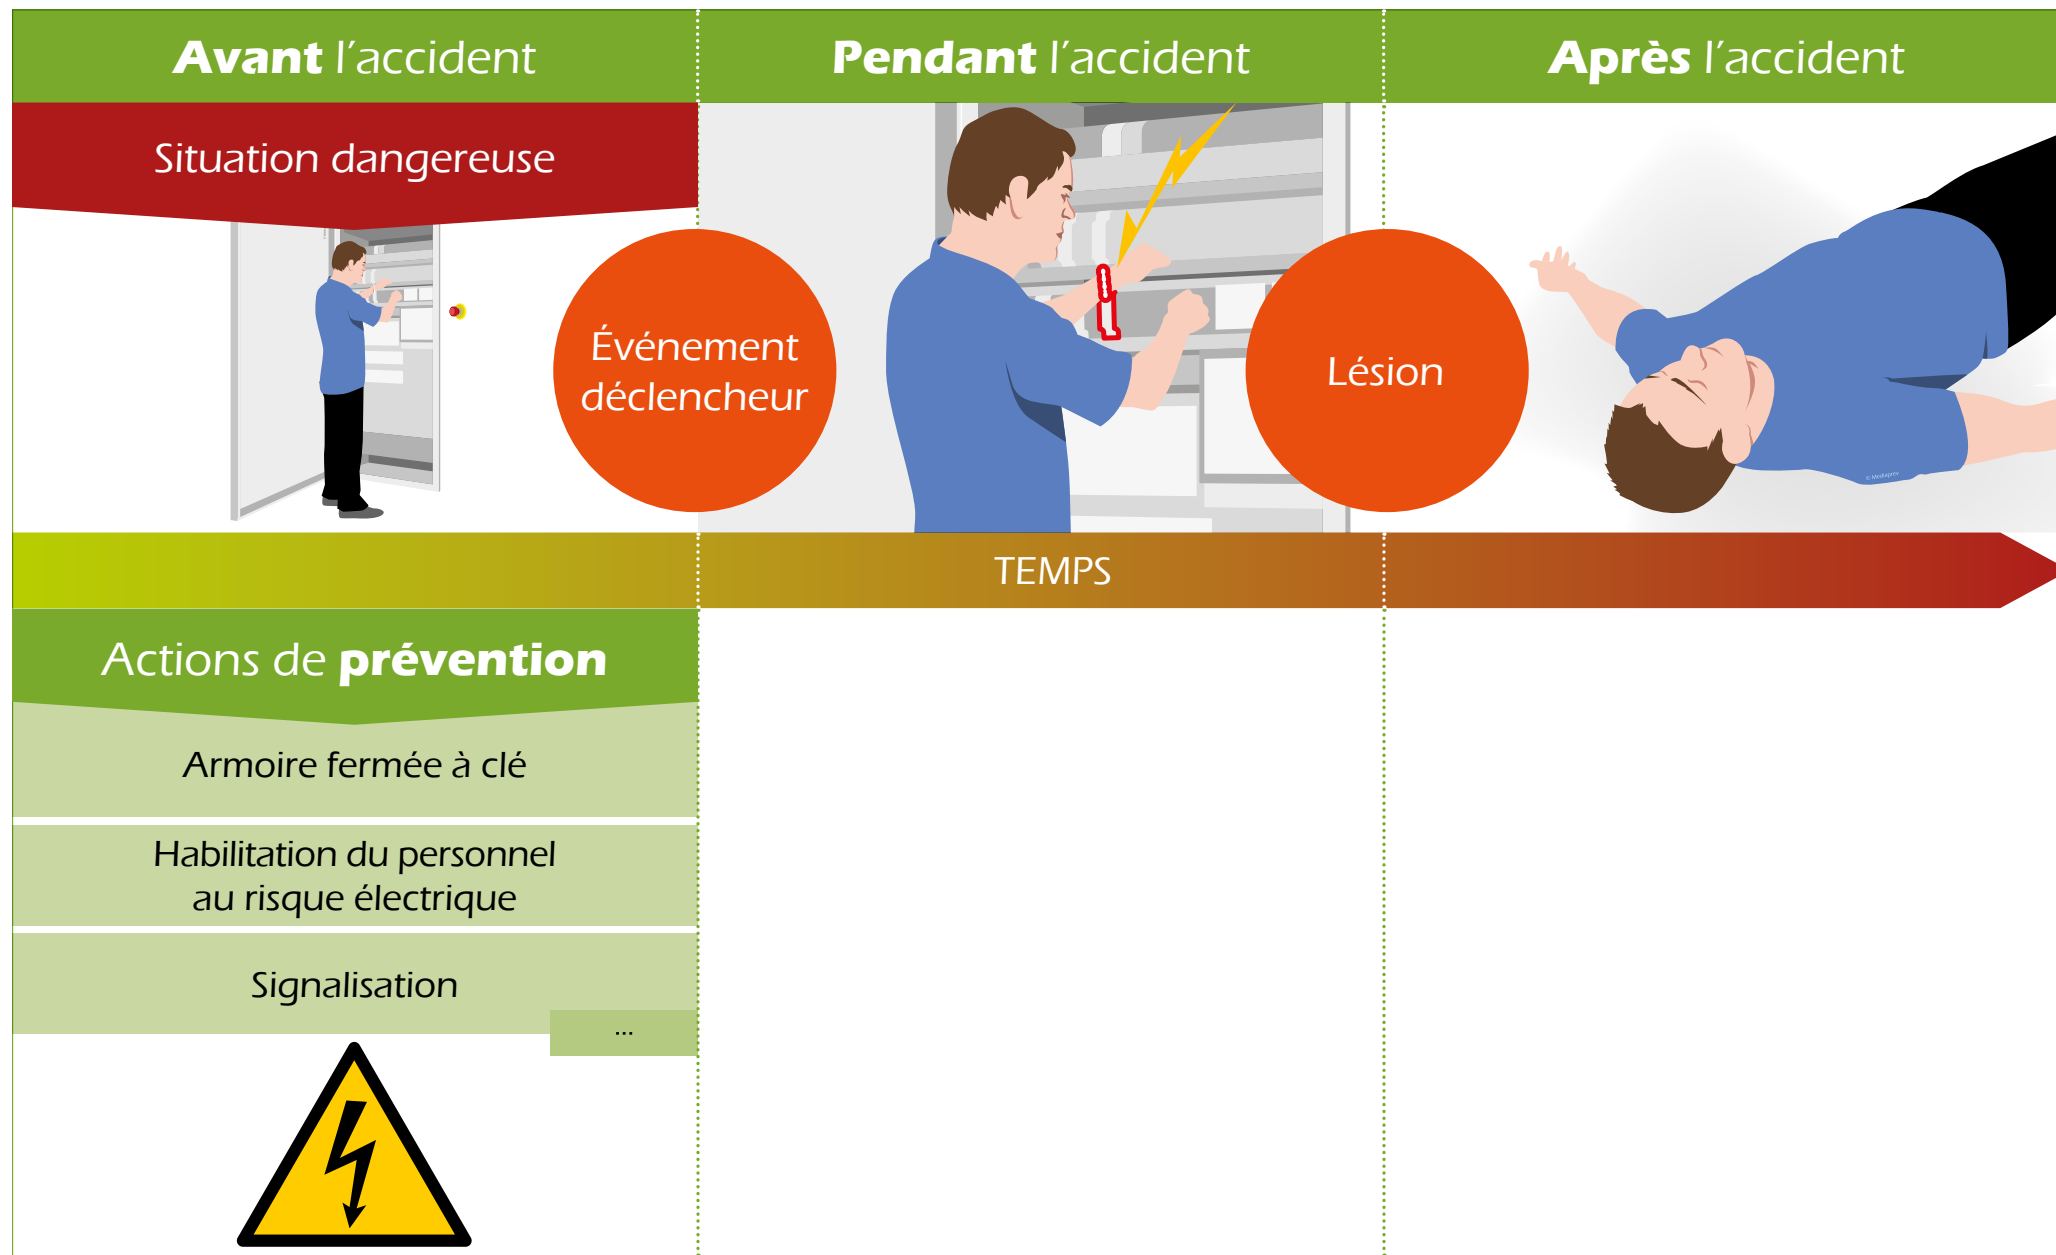 Avant l'accident
Pendant l'accident
Après l'accident
Situation dangereuse
Événement
déclencheur
Lésion
© Mediaprev
TEMPS
Actions de prévention
Armoire fermée à clé
Habilitation du personnel
au risque électrique
Signalisation
...